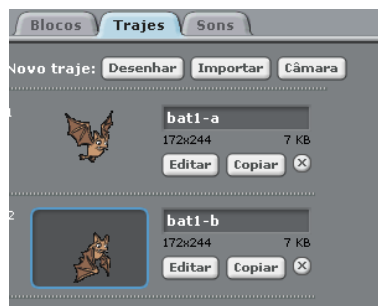 Blocos Trajes Sons
Novo traje: Desenhar Importar Câmara
1
bat1-a
172x244 7 KB
Editar Copiar
2
bat1-b
172x244 7 KB
Editar Copiar